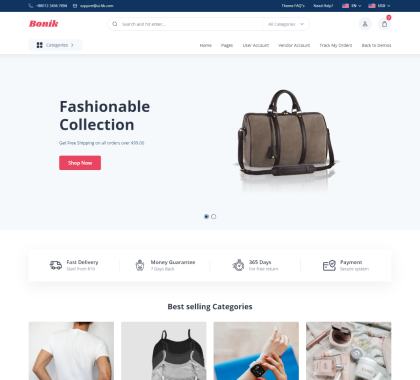 +88012 3456 7894 support@ui-lib.com Theme FAQ's Need Help? EN USD
Bonik Search and hit enter... All Categories
Categories Home Pages User Account Vendor Account Track My Orders Back to Demos
Fashionable
Collection
Get Free Shipping on all orders over $99.00
Shop Now
Fast Delivery Money Guarantee 365 Days Payment
Start from $10 7 Days Back For free return Secure system
Best selling Categories